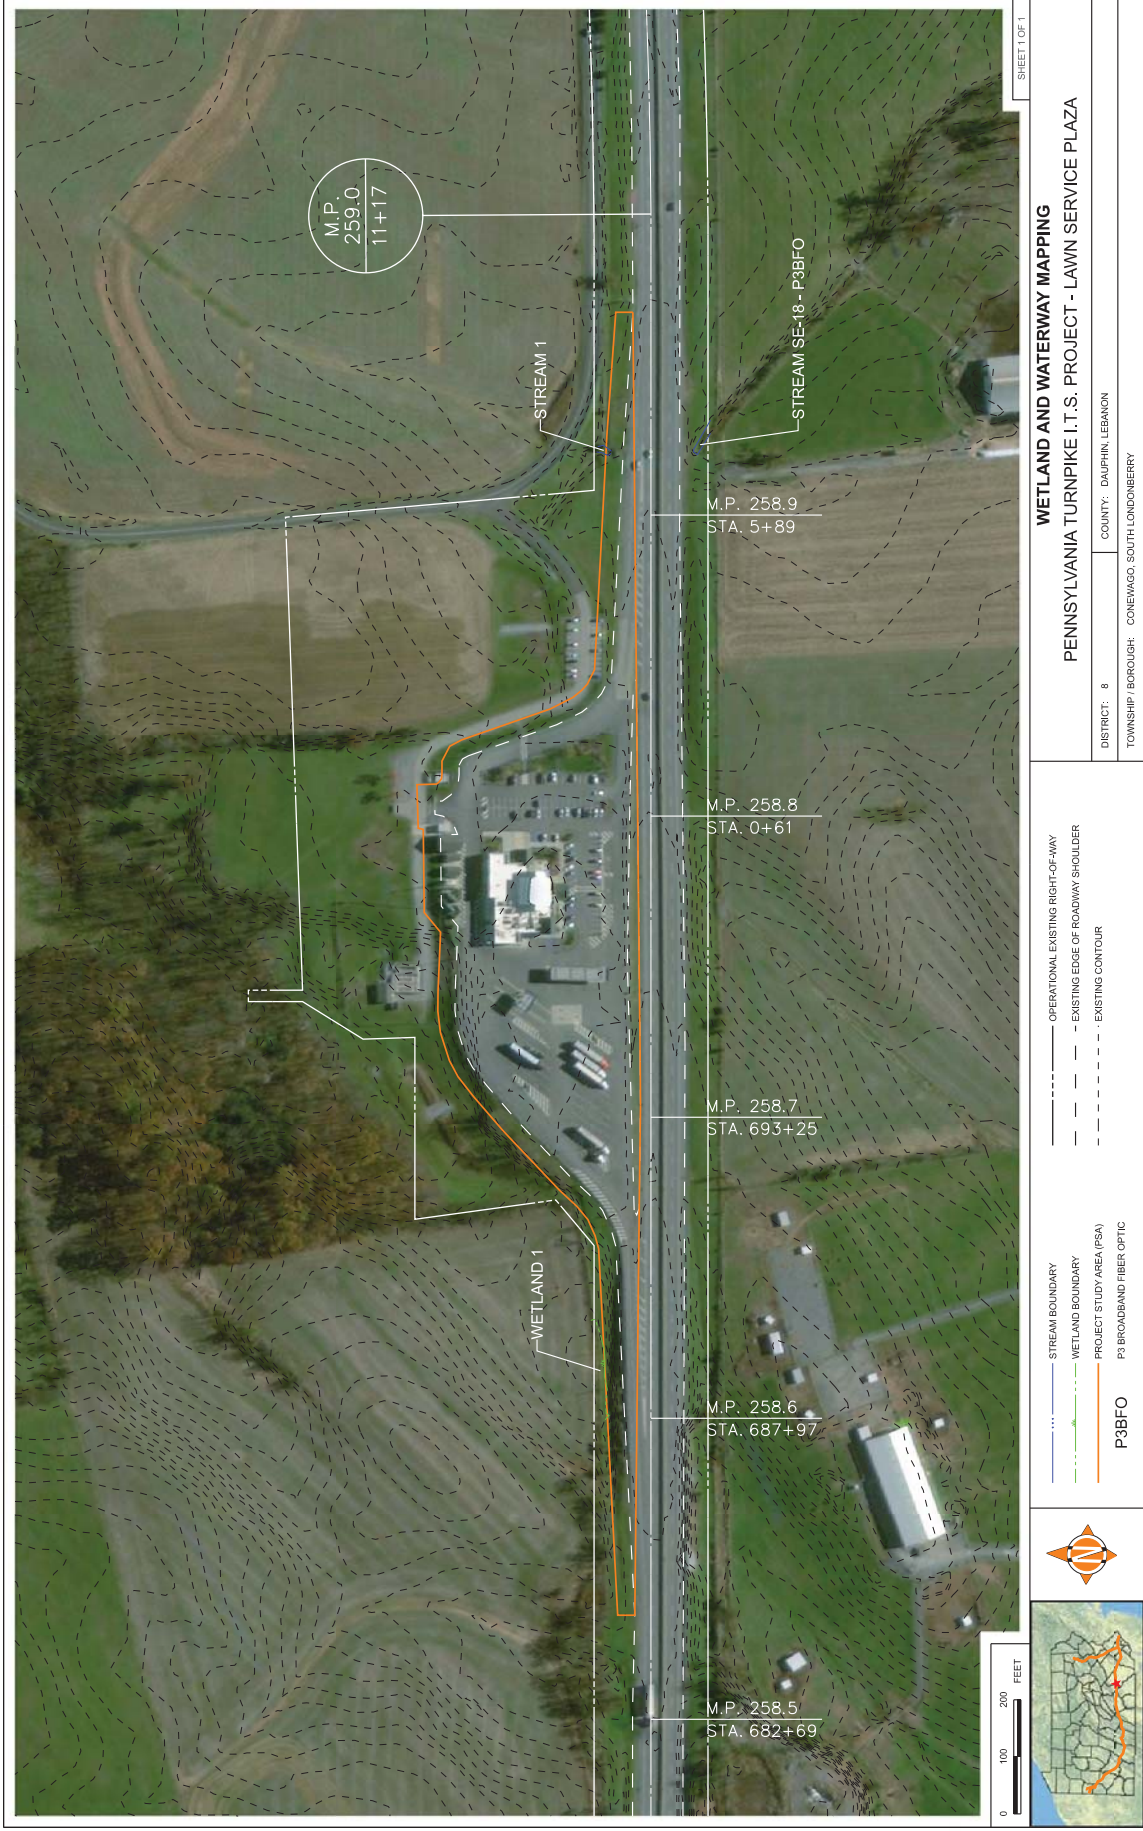 SHEET 1 OF 1
M.P.
259.0
11+17
STREAM 1
STREAM SE-18 - P3BFO
M.P. 258.9
STA. 5+89
M.P. 258.8
STA. 0+61
M.P. 258.7
STA. 693+25
WETLAND 1
M.P. 258.6
STA. 687+97
M.P. 258.5
STA. 682+69
0 100 200
FEET
N
STREAM BOUNDARY
WETLAND BOUNDARY
PROJECT STUDY AREA (PSA)
P3BFO P3 BROADBAND FIBER OPTIC
OPERATIONAL EXISTING RIGHT-OF-WAY
EXISTING EDGE OF ROADWAY SHOULDER
EXISTING CONTOUR
WETLAND AND WATERWAY MAPPING
PENNSYLVANIA TURNPIKE I.T.S. PROJECT - LAWN SERVICE PLAZA
DISTRICT: 8 COUNTY: DAUPHIN, LEBANON
TOWNSHIP / BOROUGH: CONEWAGO, SOUTH LONDONBERRY